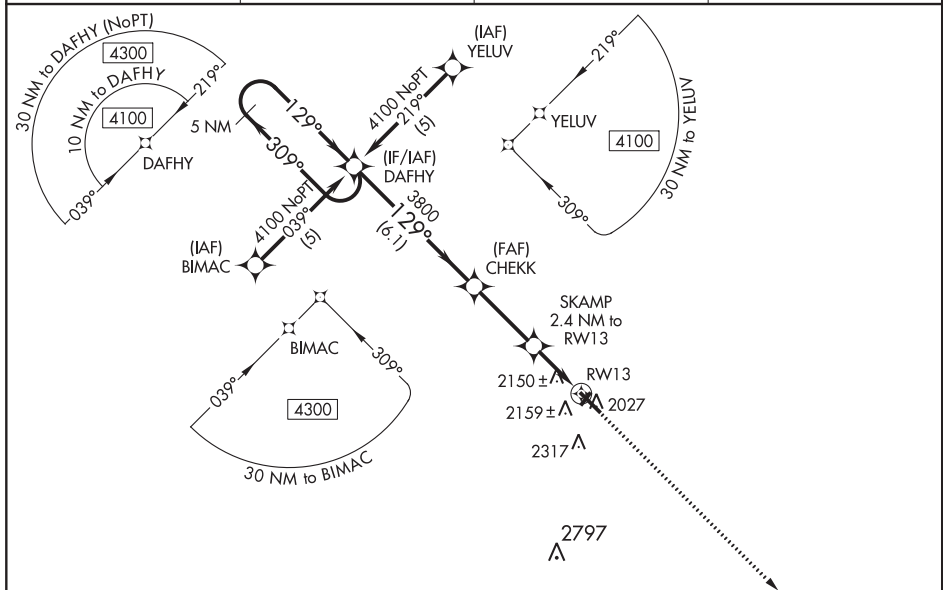 30 NM to DAFHY (NoPT)
4300
10 NM to DAFHY
4100
219°
DAFHY
039°
5 NM
129°
309°
(IAF)
YELUV
4100 NoPT
219°
(5)
(IF/IAF)
DAFHY
4100 NoPT
039°
(5)
(IAF)
BIMAC
3800
129°
(6.1)
(FAF)
CHEKK
SKAMP
2.4 NM to
RW13
RW13
2150 ±
2159 ±
2027
2317
2797
219°
YELUV
4100
309°
30 NM to YELUV
BIMAC
039°
309°
4300
30 NM to BIMAC